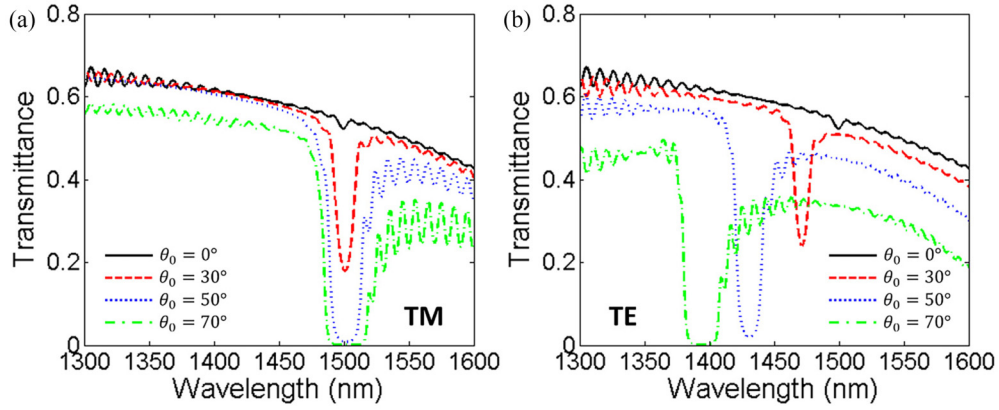 (a)
0.8
0.6
0.4
0.2
0
Transmittance
1300 1350 1400 1450 1500 1550 1600
Wavelength (nm)
θ₀ = 0°
θ₀ = 30°
θ₀ = 50°
θ₀ = 70°
TM
(b)
0.8
0.6
0.4
0.2
0
Transmittance
1300 1350 1400 1450 1500 1550 1600
Wavelength (nm)
TE
θ₀ = 0°
θ₀ = 30°
θ₀ = 50°
θ₀ = 70°